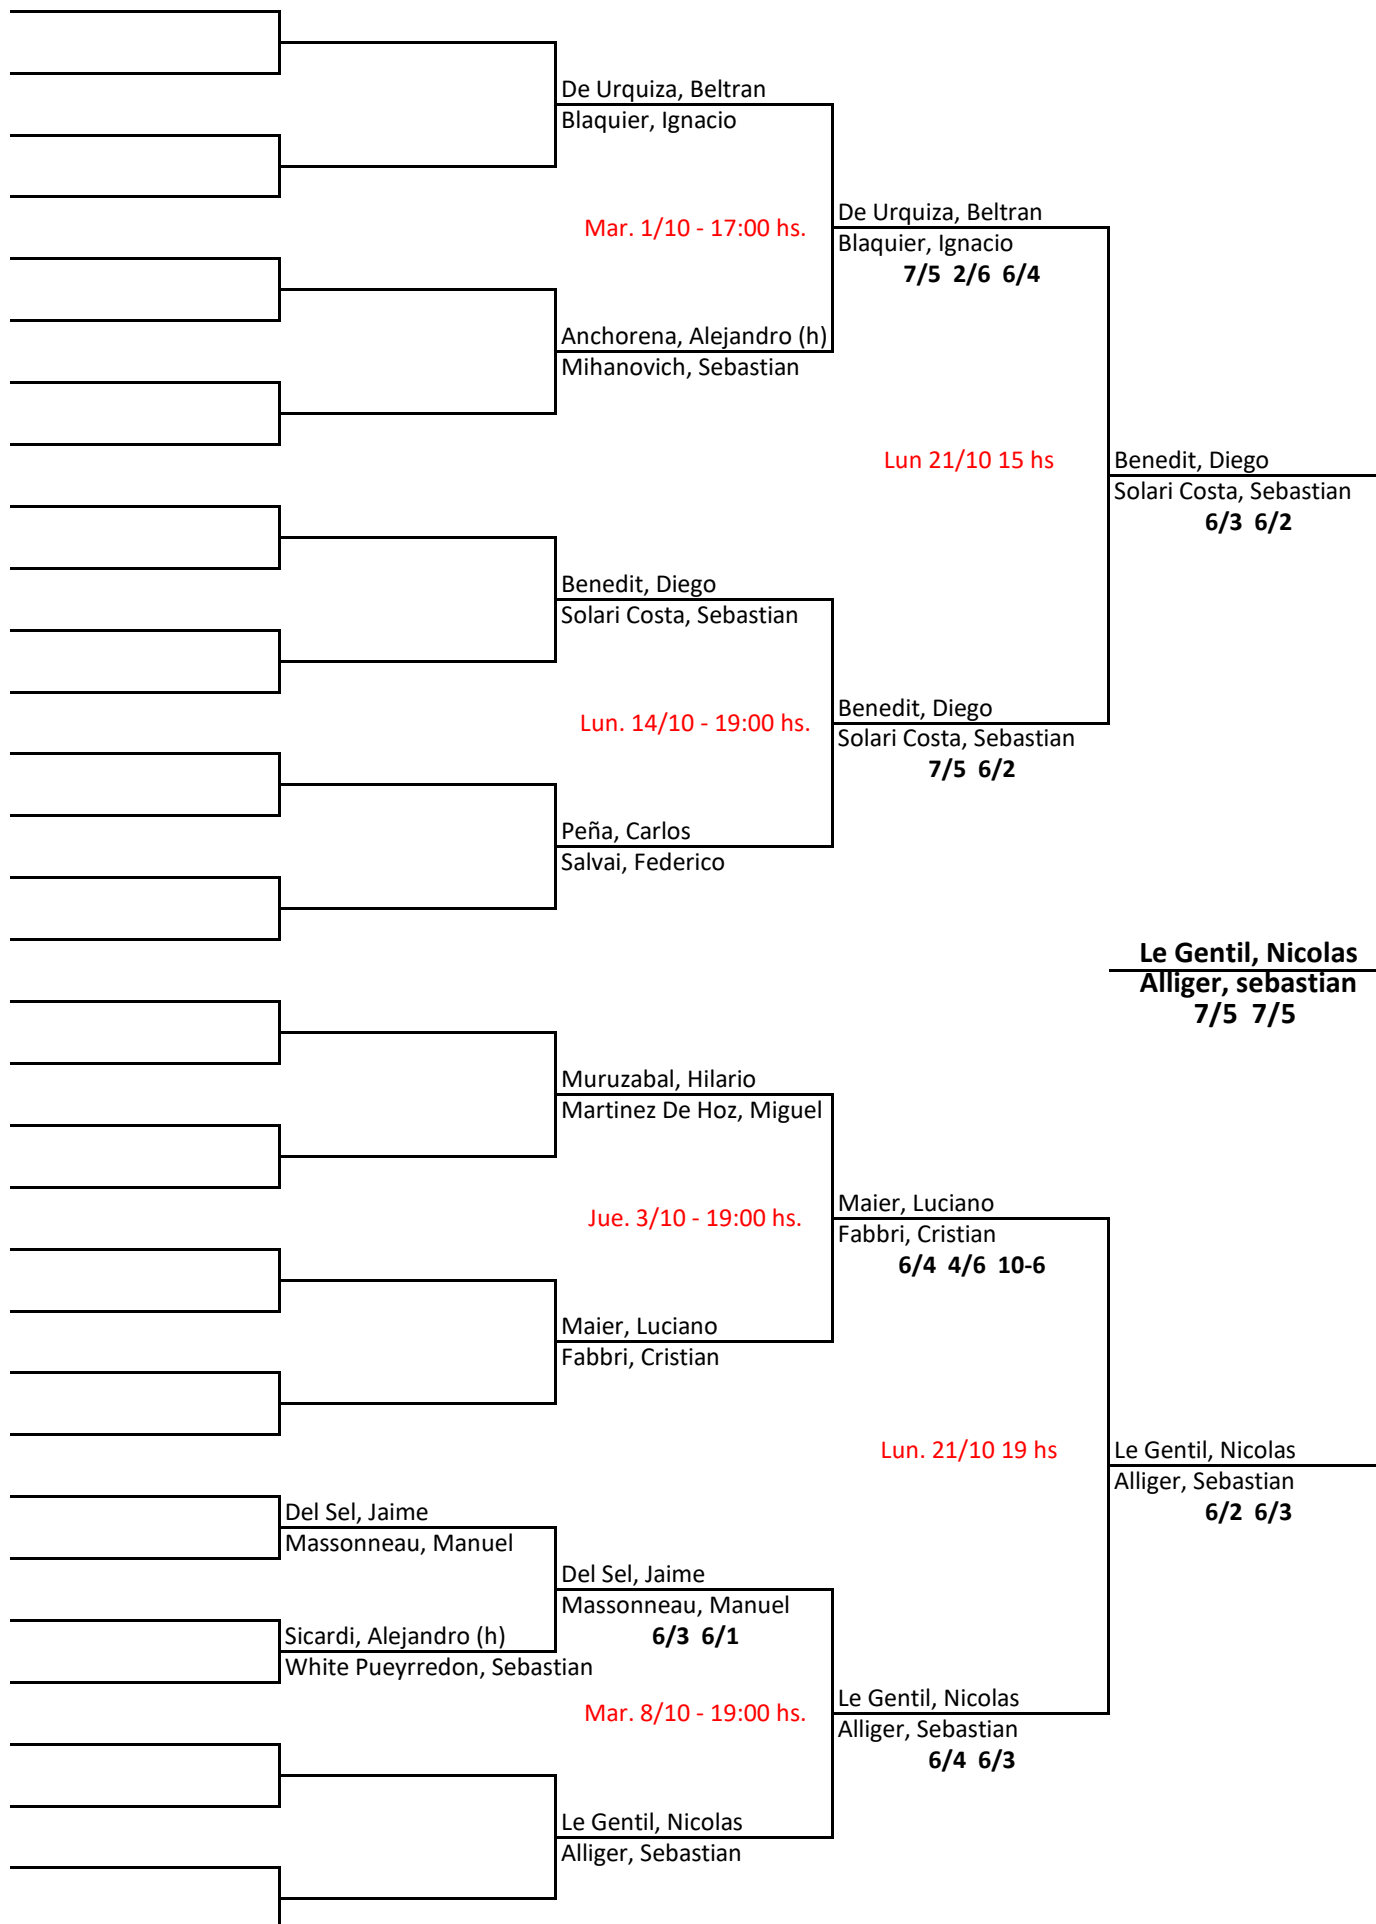 De Urquiza, Beltran
Blaquier, Ignacio
Mar. 1/10 - 17:00 hs.
De Urquiza, Beltran
Blaquier, Ignacio
7/5 2/6 6/4
Anchorena, Alejandro (h)
Mihanovich, Sebastian
Lun 21/10 15 hs
Benedit, Diego
Solari Costa, Sebastian
6/3 6/2
Benedit, Diego
Solari Costa, Sebastian
Lun. 14/10 - 19:00 hs.
Benedit, Diego
Solari Costa, Sebastian
7/5 6/2
Peña, Carlos
Salvai, Federico
Le Gentil, Nicolas
Alliger, sebastian
7/5 7/5
Muruzabal, Hilario
Martinez De Hoz, Miguel
Jue. 3/10 - 19:00 hs.
Maier, Luciano
Fabbri, Cristian
6/4 4/6 10-6
Maier, Luciano
Fabbri, Cristian
Lun. 21/10 19 hs
Le Gentil, Nicolas
Alliger, Sebastian
6/2 6/3
Del Sel, Jaime
Massonneau, Manuel
Del Sel, Jaime
Massonneau, Manuel
6/3 6/1
Sicardi, Alejandro (h)
White Pueyrredon, Sebastian
Mar. 8/10 - 19:00 hs.
Le Gentil, Nicolas
Alliger, Sebastian
6/4 6/3
Le Gentil, Nicolas
Alliger, Sebastian